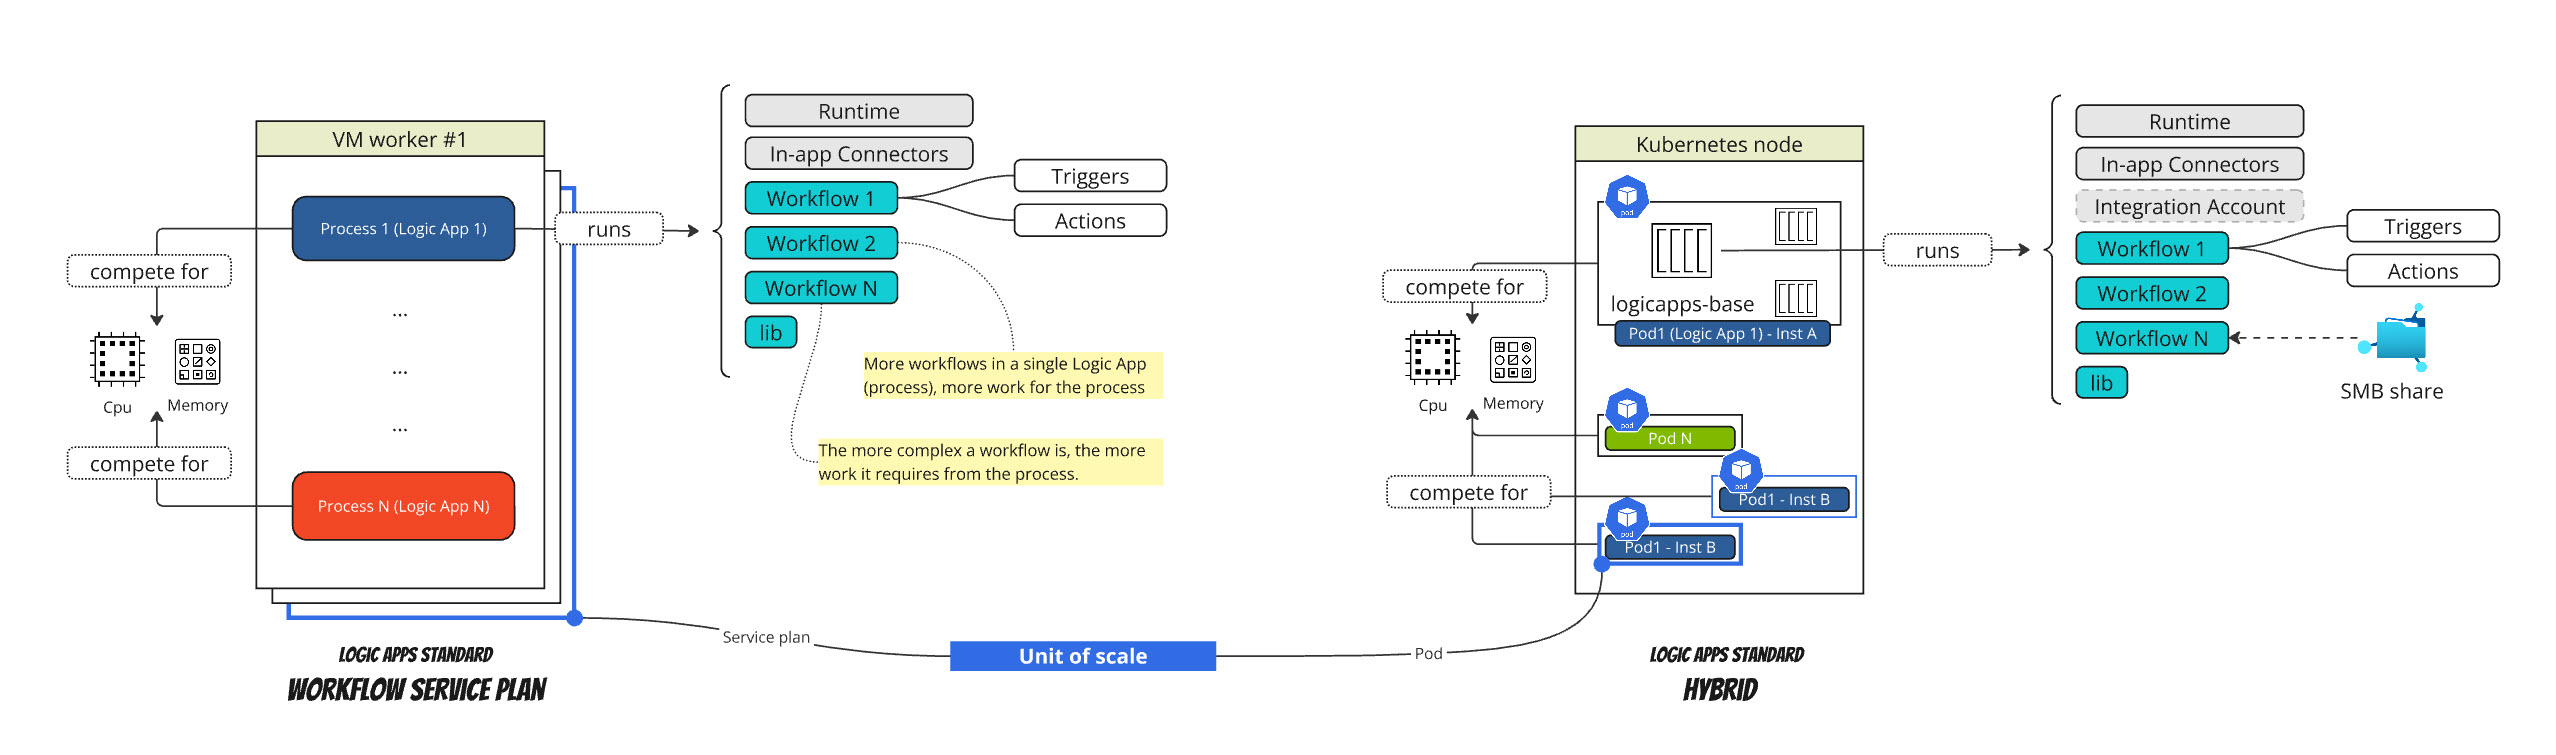 VM worker #1
Process 1 (Logic App 1)
...
...
...
Process N (Logic App N)
compete for
Cpu
Memory
compete for
runs
Runtime
In-app Connectors
Workflow 1
Workflow 2
Workflow N
lib
Triggers
Actions
More workflows in a single Logic App
(process), more work for the process
The more complex a workflow is, the more
work it requires from the process.
LOGIC APPS STANDARD
WORKFLOW SERVICE PLAN
Service plan
Unit of scale
Pod
Kubernetes node
pod
logicapps-base
Pod1 (Logic App 1) - Inst A
pod
Pod N
pod
Pod1 - Inst B
pod
Pod1 - Inst B
compete for
Cpu
Memory
compete for
runs
Runtime
In-app Connectors
Integration Account
Workflow 1
Workflow 2
Workflow N
lib
Triggers
Actions
SMB share
LOGIC APPS STANDARD
HYBRID